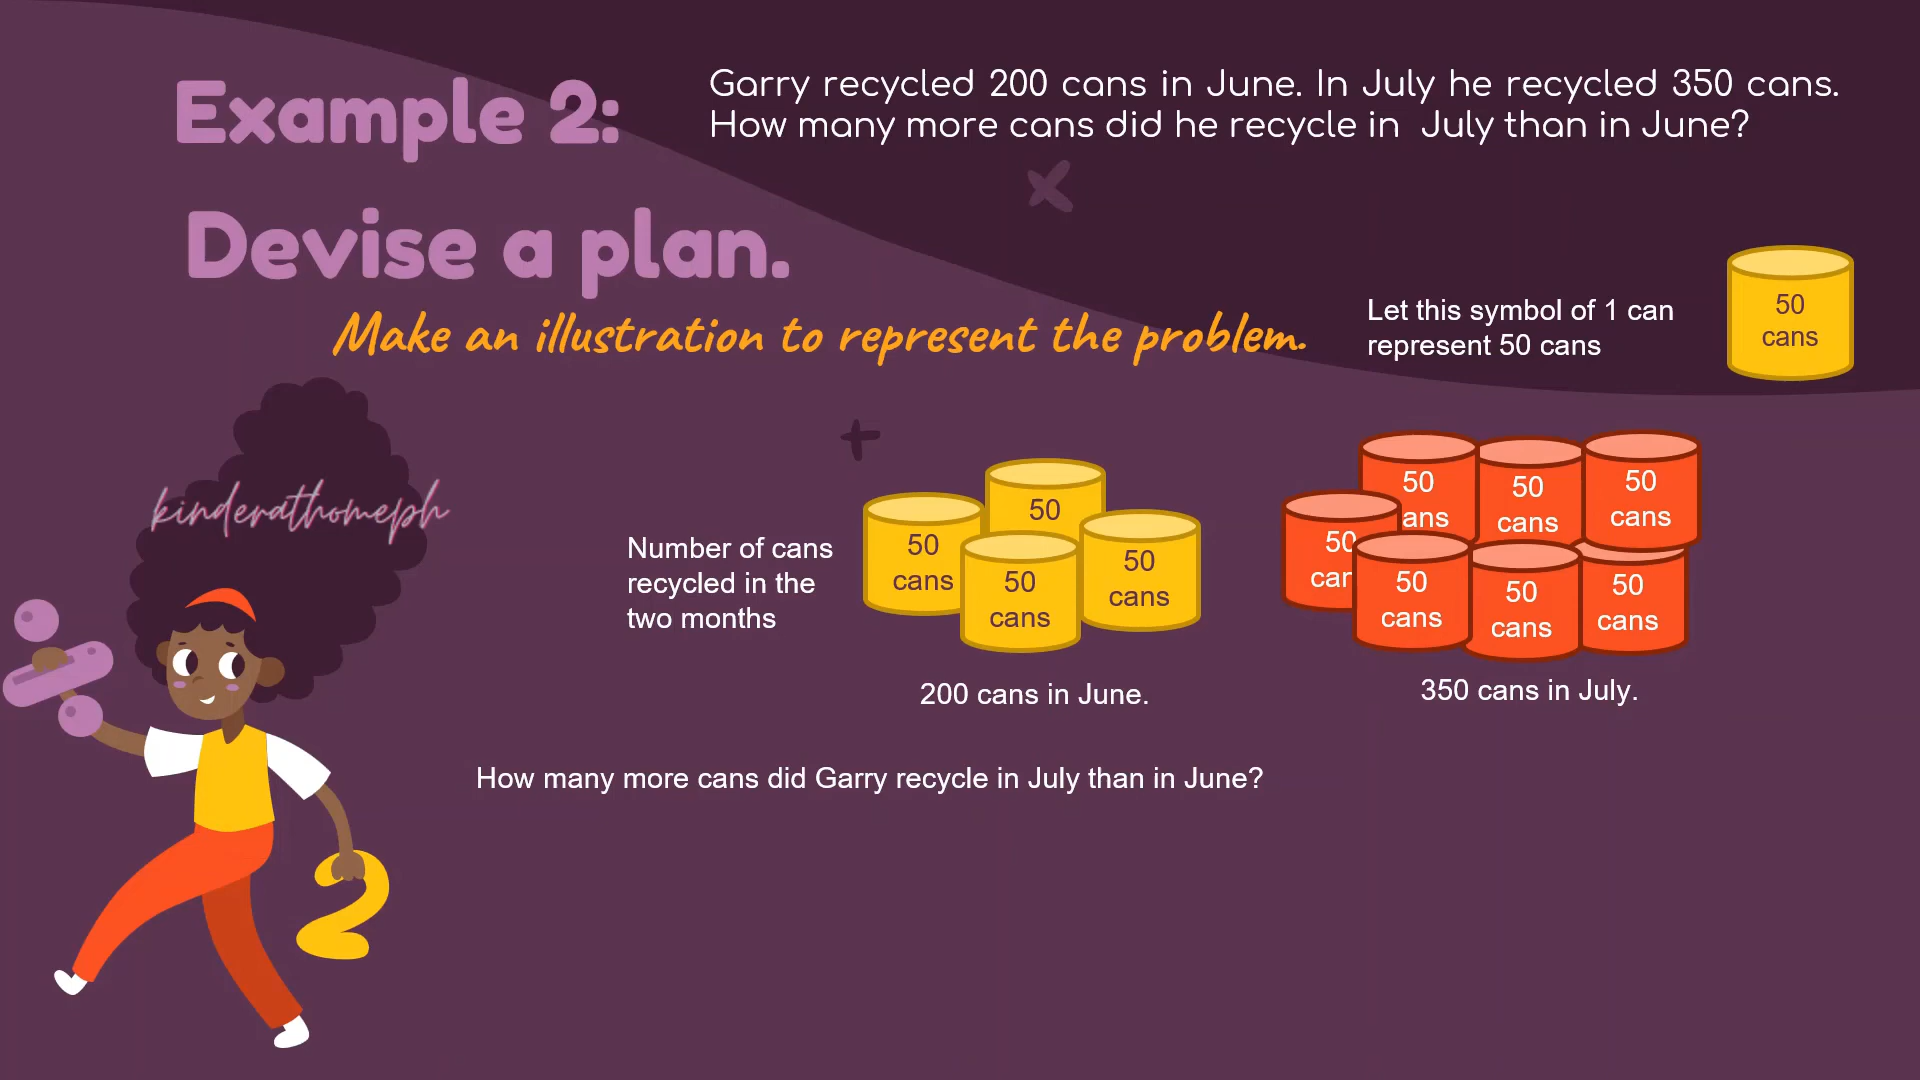 Example 2:
Garry recycled 200 cans in June. In July he recycled 350 cans.
How many more cans did he recycle in July than in June?
Devise a plan.
Make an illustration to represent the problem.
Let this symbol of 1 can
represent 50 cans
50
cans
kinderathomeph
Number of cans
recycled in the
two months
50
cans
50
50
cans
50
cans
200 cans in June.
50
ans
50
cans
50
cans
50
can
50
cans
50
cans
50
cans
350 cans in July.
How many more cans did Garry recycle in July than in June?